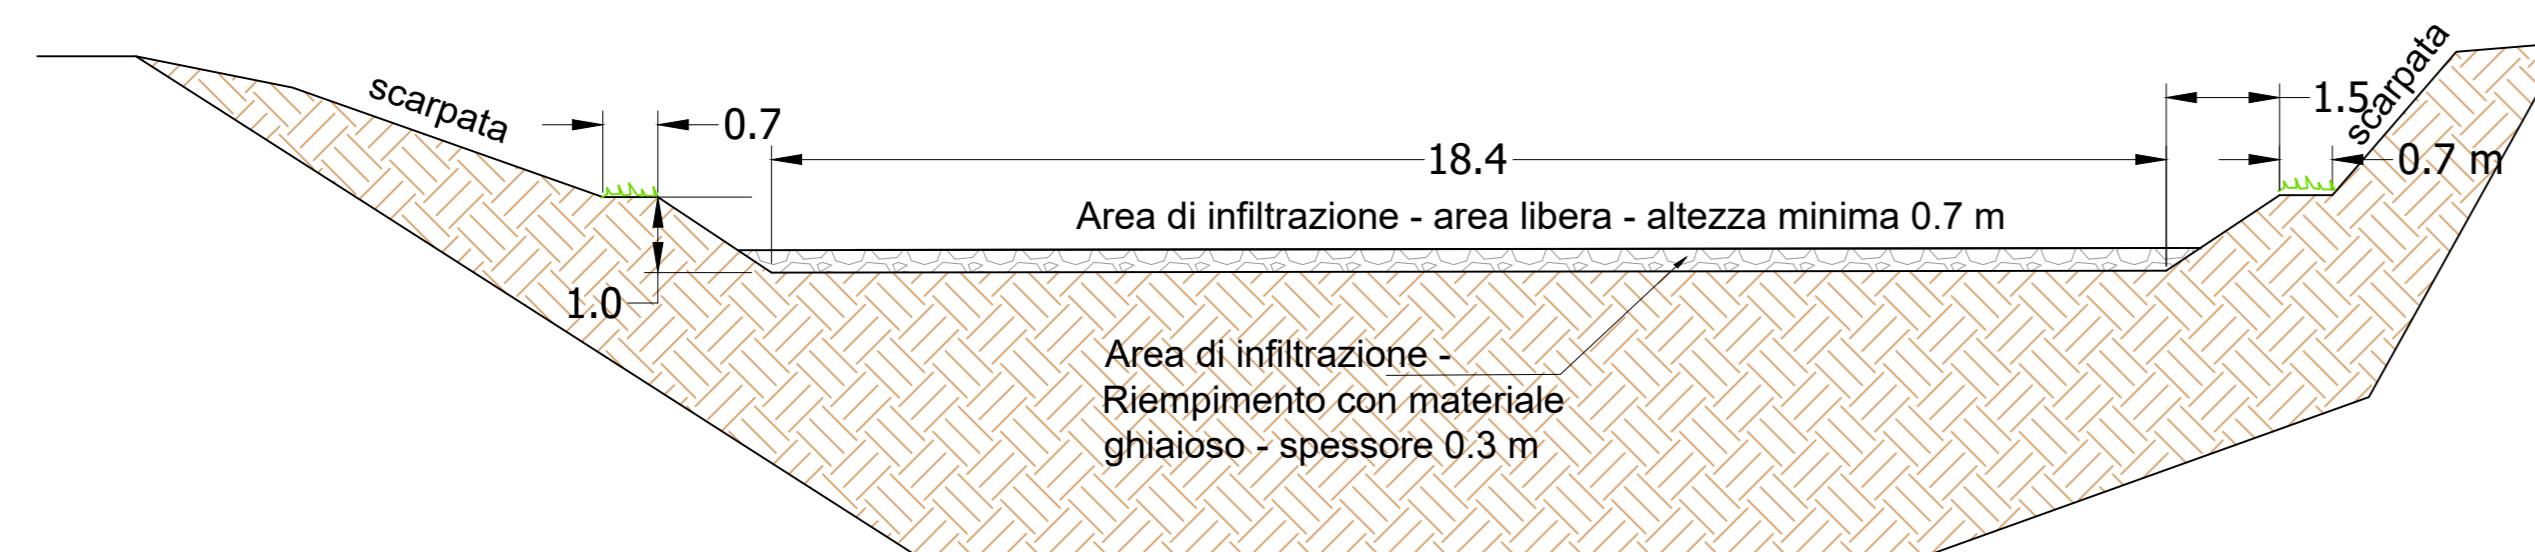 scarpata
scarpata
0.7
1.5
18.4
0.7 m
Area di infiltrazione - area libera - altezza minima 0.7 m
1.0
Area di infiltrazione -
Riempimento con materiale
ghiaioso - spessore 0.3 m